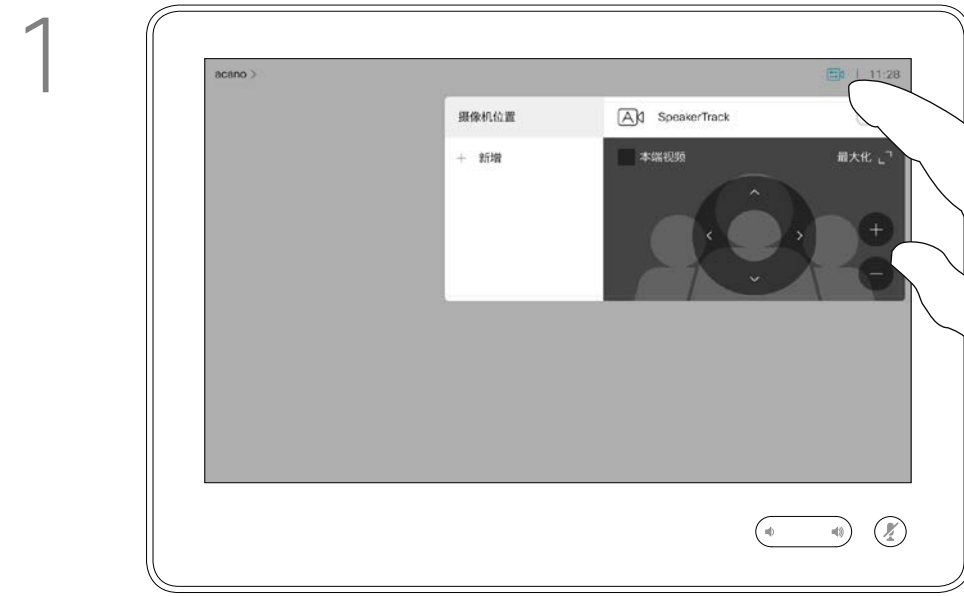 1
acano >
11:28
摄像机位置
SpeakerTrack
+ 新增
本端视频
最大化